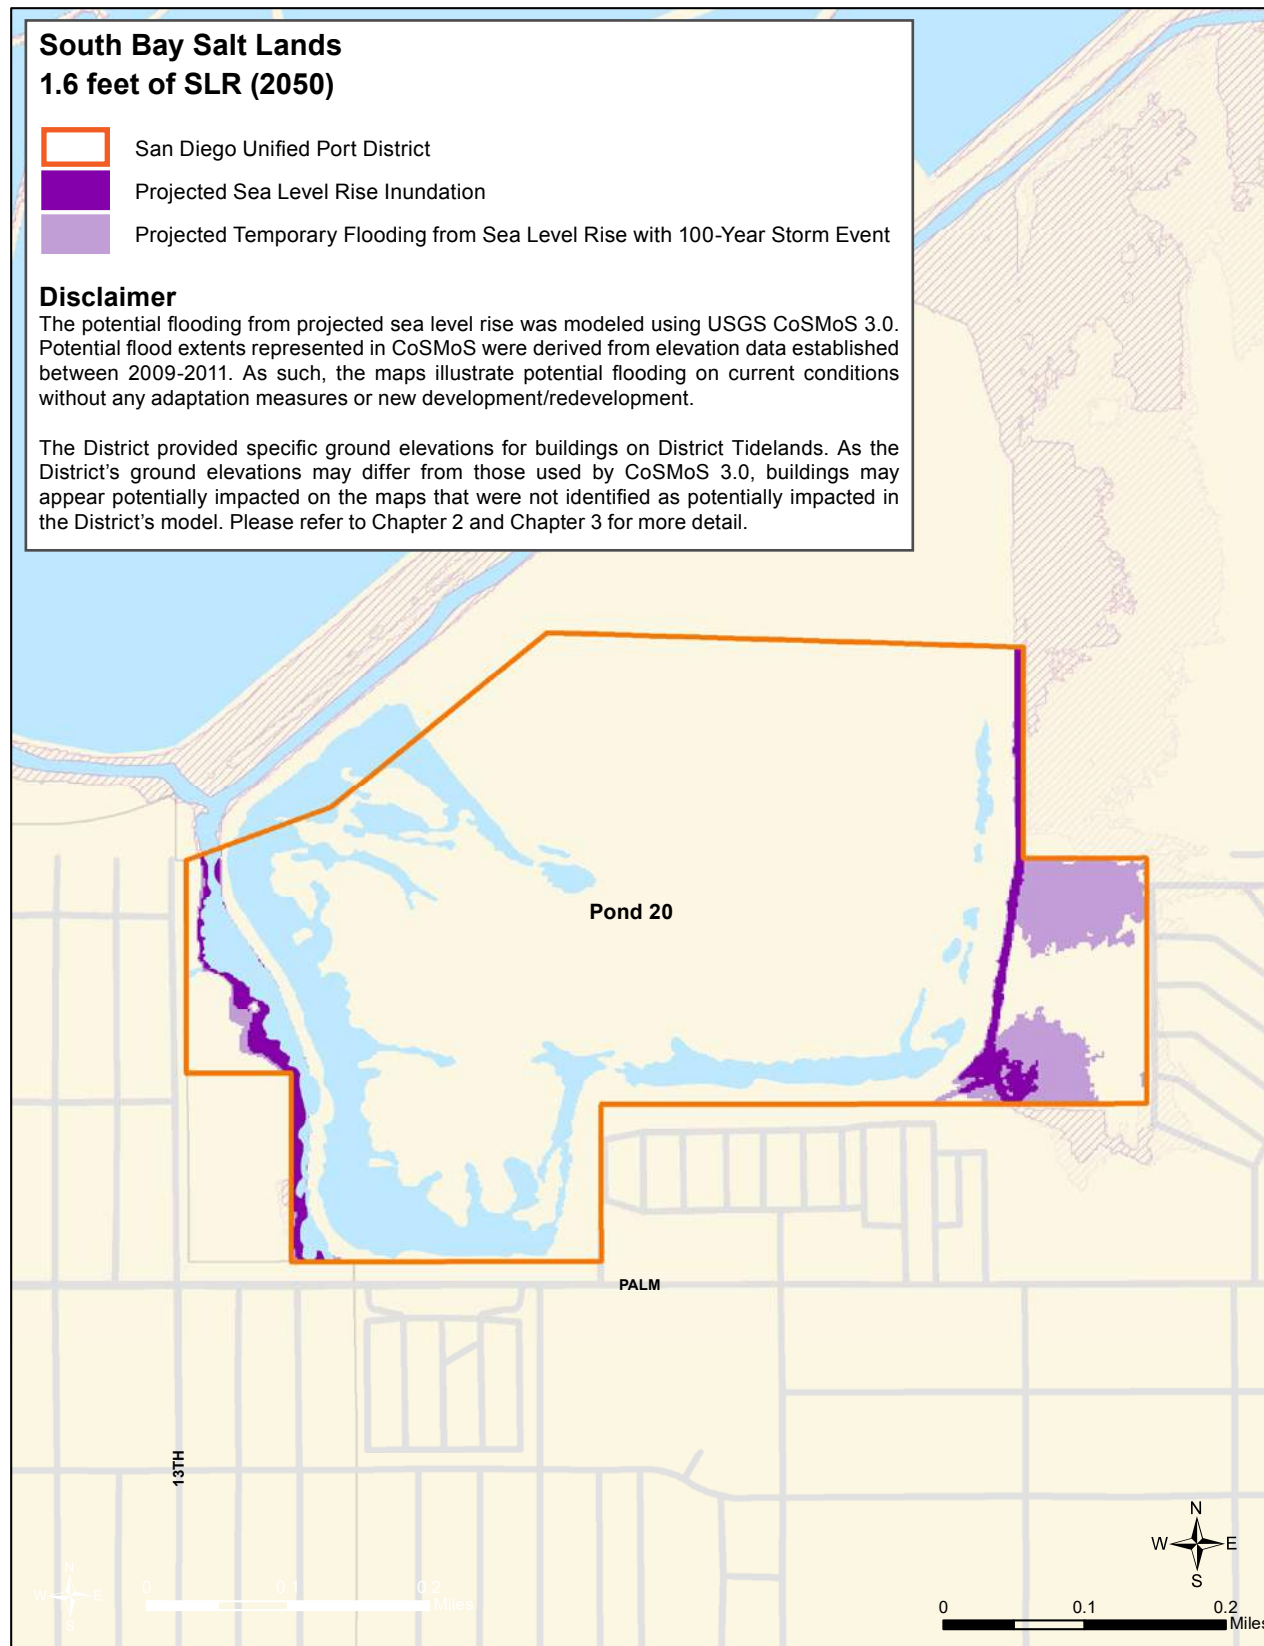 South Bay Salt Lands
1.6 feet of SLR (2050)
San Diego Unified Port District
Projected Sea Level Rise Inundation
Projected Temporary Flooding from Sea Level Rise with 100-Year Storm Event
Disclaimer
The potential flooding from projected sea level rise was modeled using USGS CoSMoS 3.0.
Potential flood extents represented in CoSMoS were derived from elevation data established
between 2009-2011. As such, the maps illustrate potential flooding on current conditions
without any adaptation measures or new development/redevelopment.
The District provided specific ground elevations for buildings on District Tidelands. As the
District's ground elevations may differ from those used by CoSMoS 3.0, buildings may
appear potentially impacted on the maps that were not identified as potentially impacted in
the District's model. Please refer to Chapter 2 and Chapter 3 for more detail.
Pond 20
PALM
13TH
N
W E
S
0 0.1 0.2
Miles
N
W E
S
0 0.1 0.2
Miles